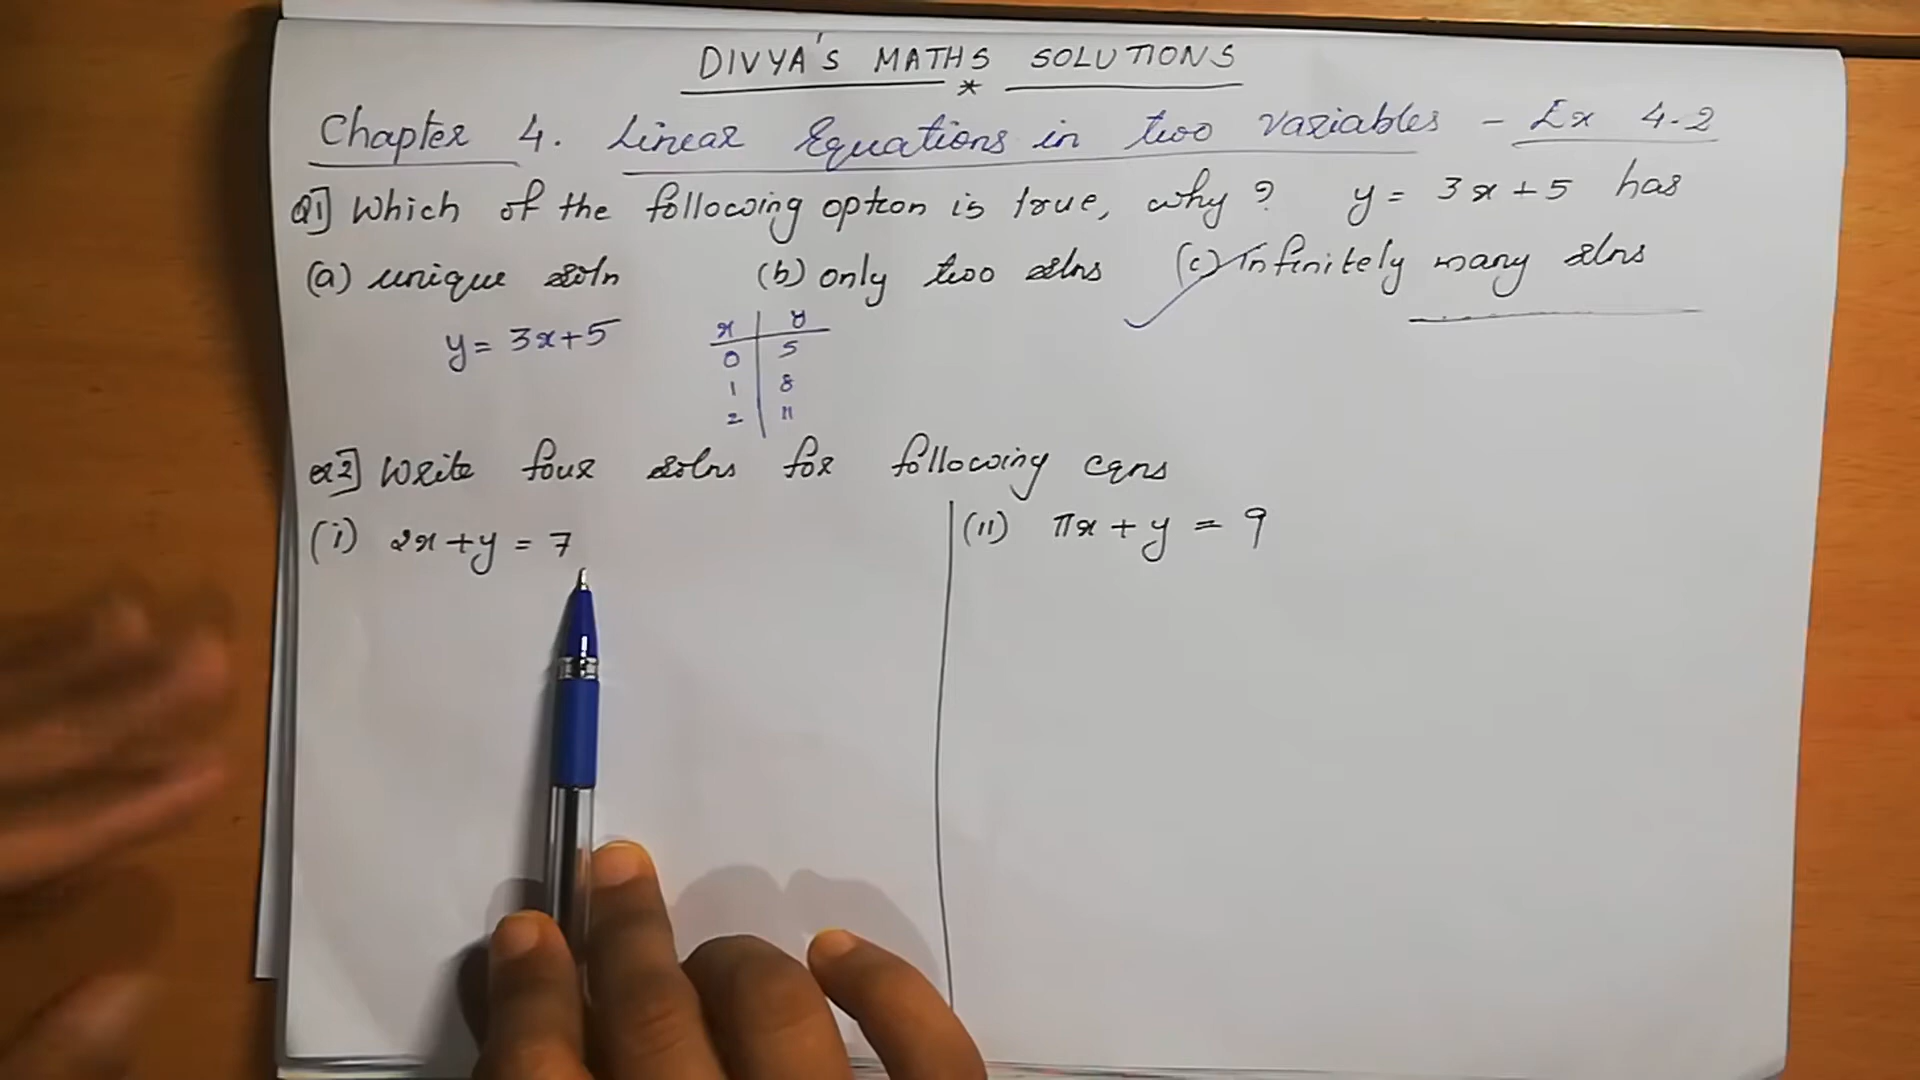 DIVYA'S MATHS SOLUTIONS
*
Chapter 4. Linear Equations in two variables - Ex 4.2
Q1] Which of the following option is true, why? y = 3x+5 has
(a) unique soln (b) only two slns (c) Infinitely many slns
y = 3x+5
x | y
0 | 5
1 | 8
2 | 11
Q2] Write four solns for following eqns
(i) 2x+y = 7 (ii) πx + y = 9